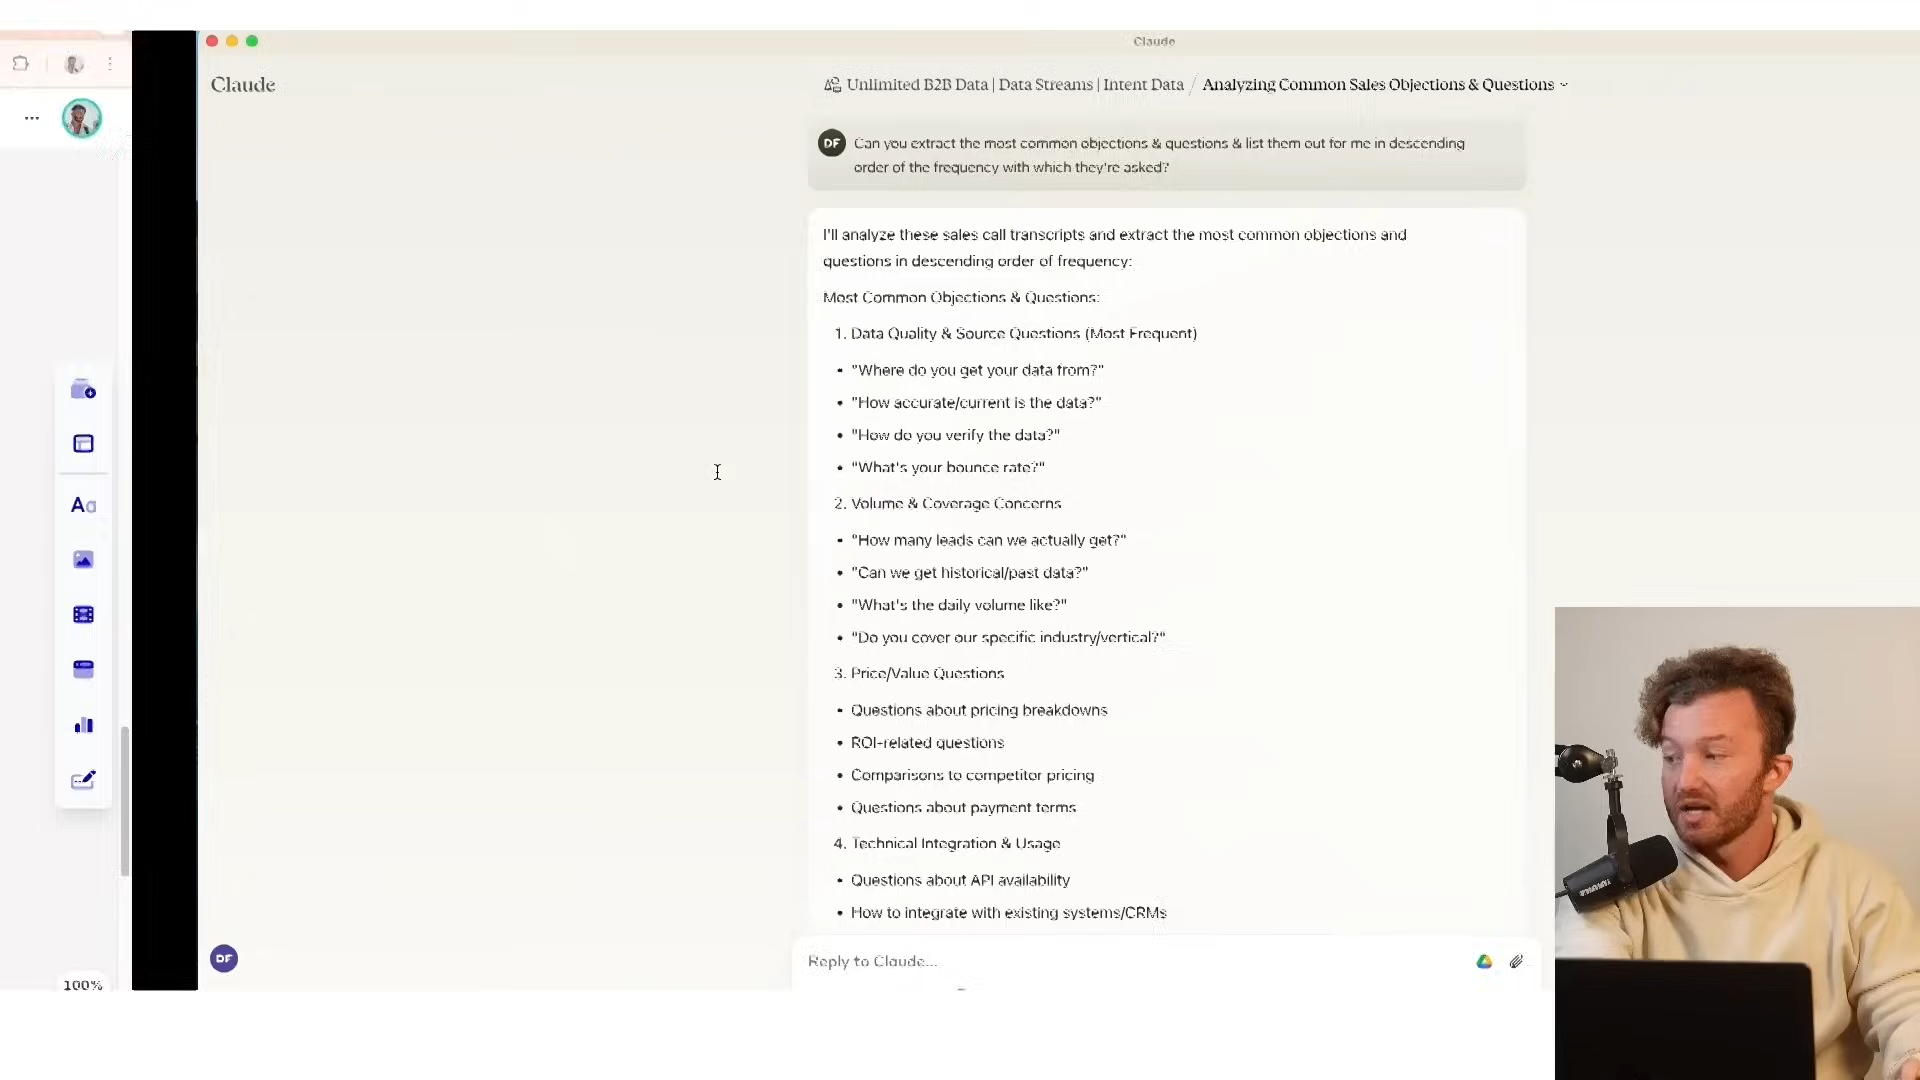 Claude
Claude
Unlimited B2B Data | Data Streams | Intent Data / Analyzing Common Sales Objections & Questions
DF
Can you extract the most common objections & questions & list them out for me in descending
order of the frequency with which they're asked?
I'll analyze these sales call transcripts and extract the most common objections and
questions in descending order of frequency:
Most Common Objections & Questions:
1. Data Quality & Source Questions (Most Frequent)
• "Where do you get your data from?"
• "How accurate/current is the data?"
• "How do you verify the data?"
• "What's your bounce rate?"
2. Volume & Coverage Concerns
• "How many leads can we actually get?"
• "Can we get historical/past data?"
• "What's the daily volume like?"
• "Do you cover our specific industry/vertical?"
3. Price/Value Questions
• Questions about pricing breakdowns
• ROI-related questions
• Comparisons to competitor pricing
• Questions about payment terms
4. Technical Integration & Usage
• Questions about API availability
• How to integrate with existing systems/CRMs
Reply to Claude...
DF
Aa
100%